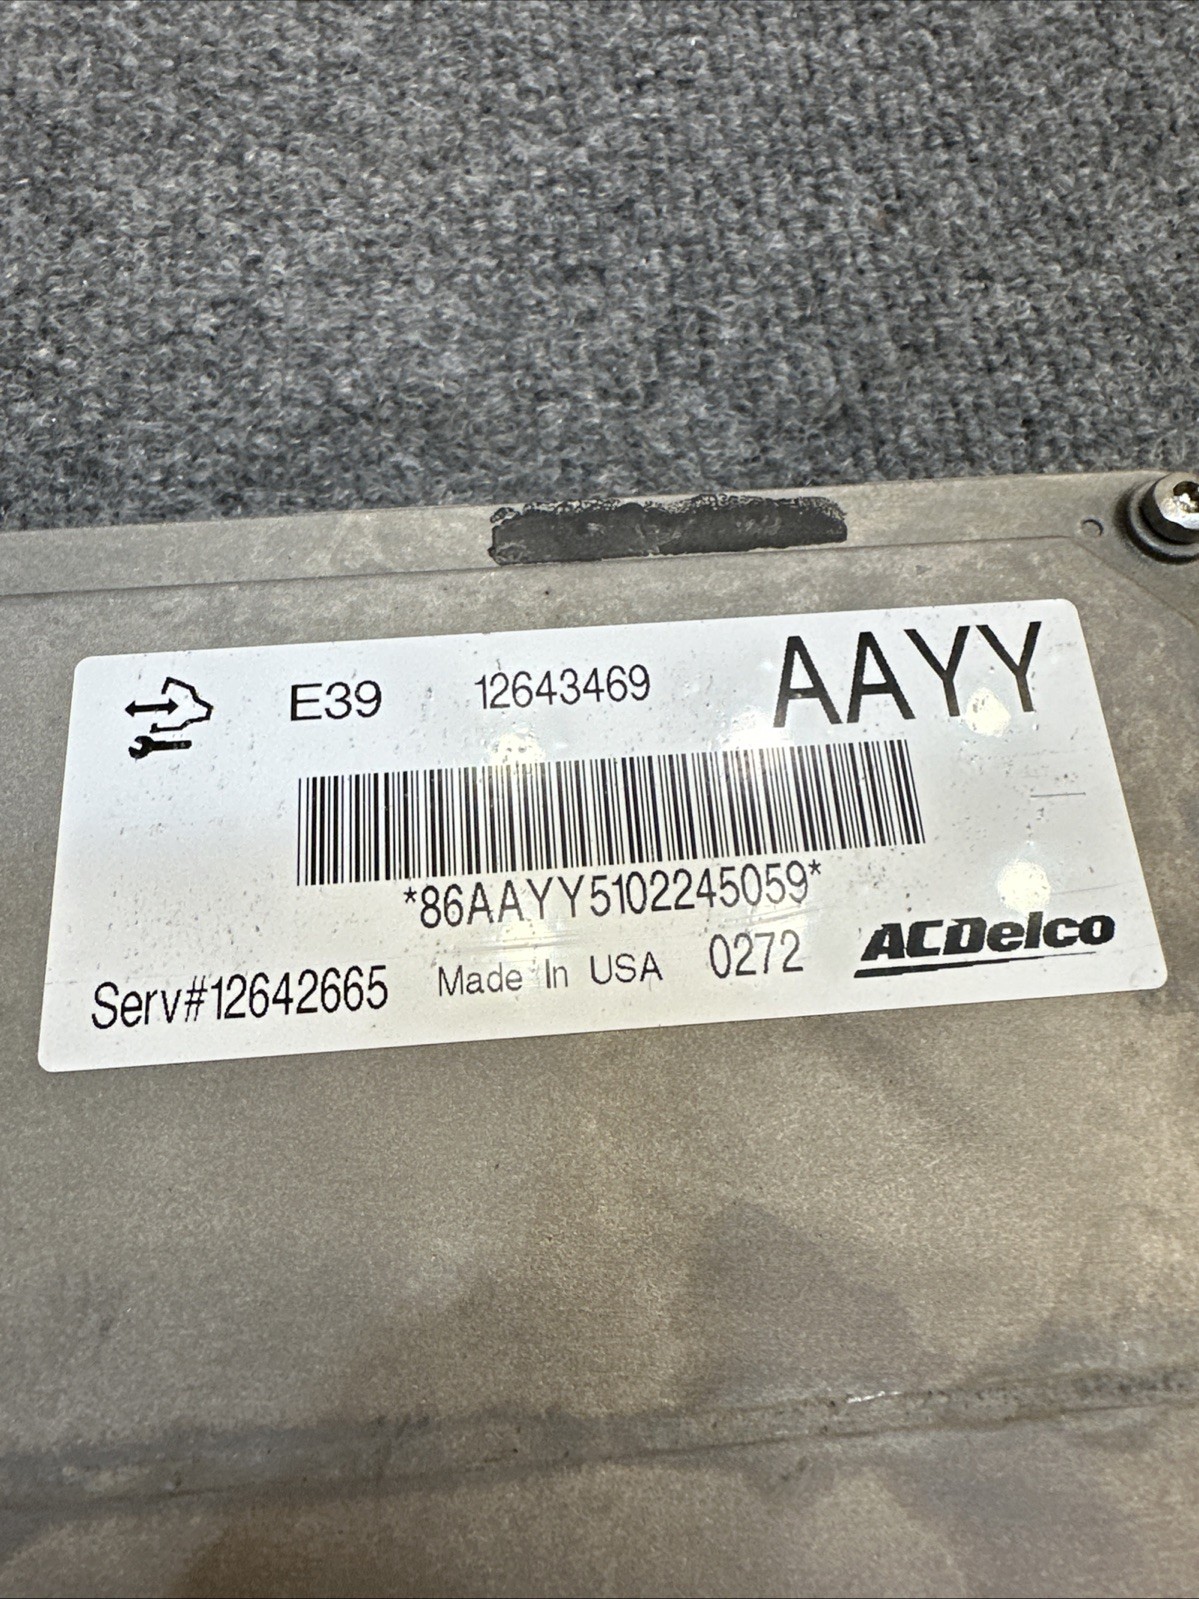 E39 12643469 AAYY
*86AAYY5102245059*
Serv#12642665 Made In USA 0272 ACDelco